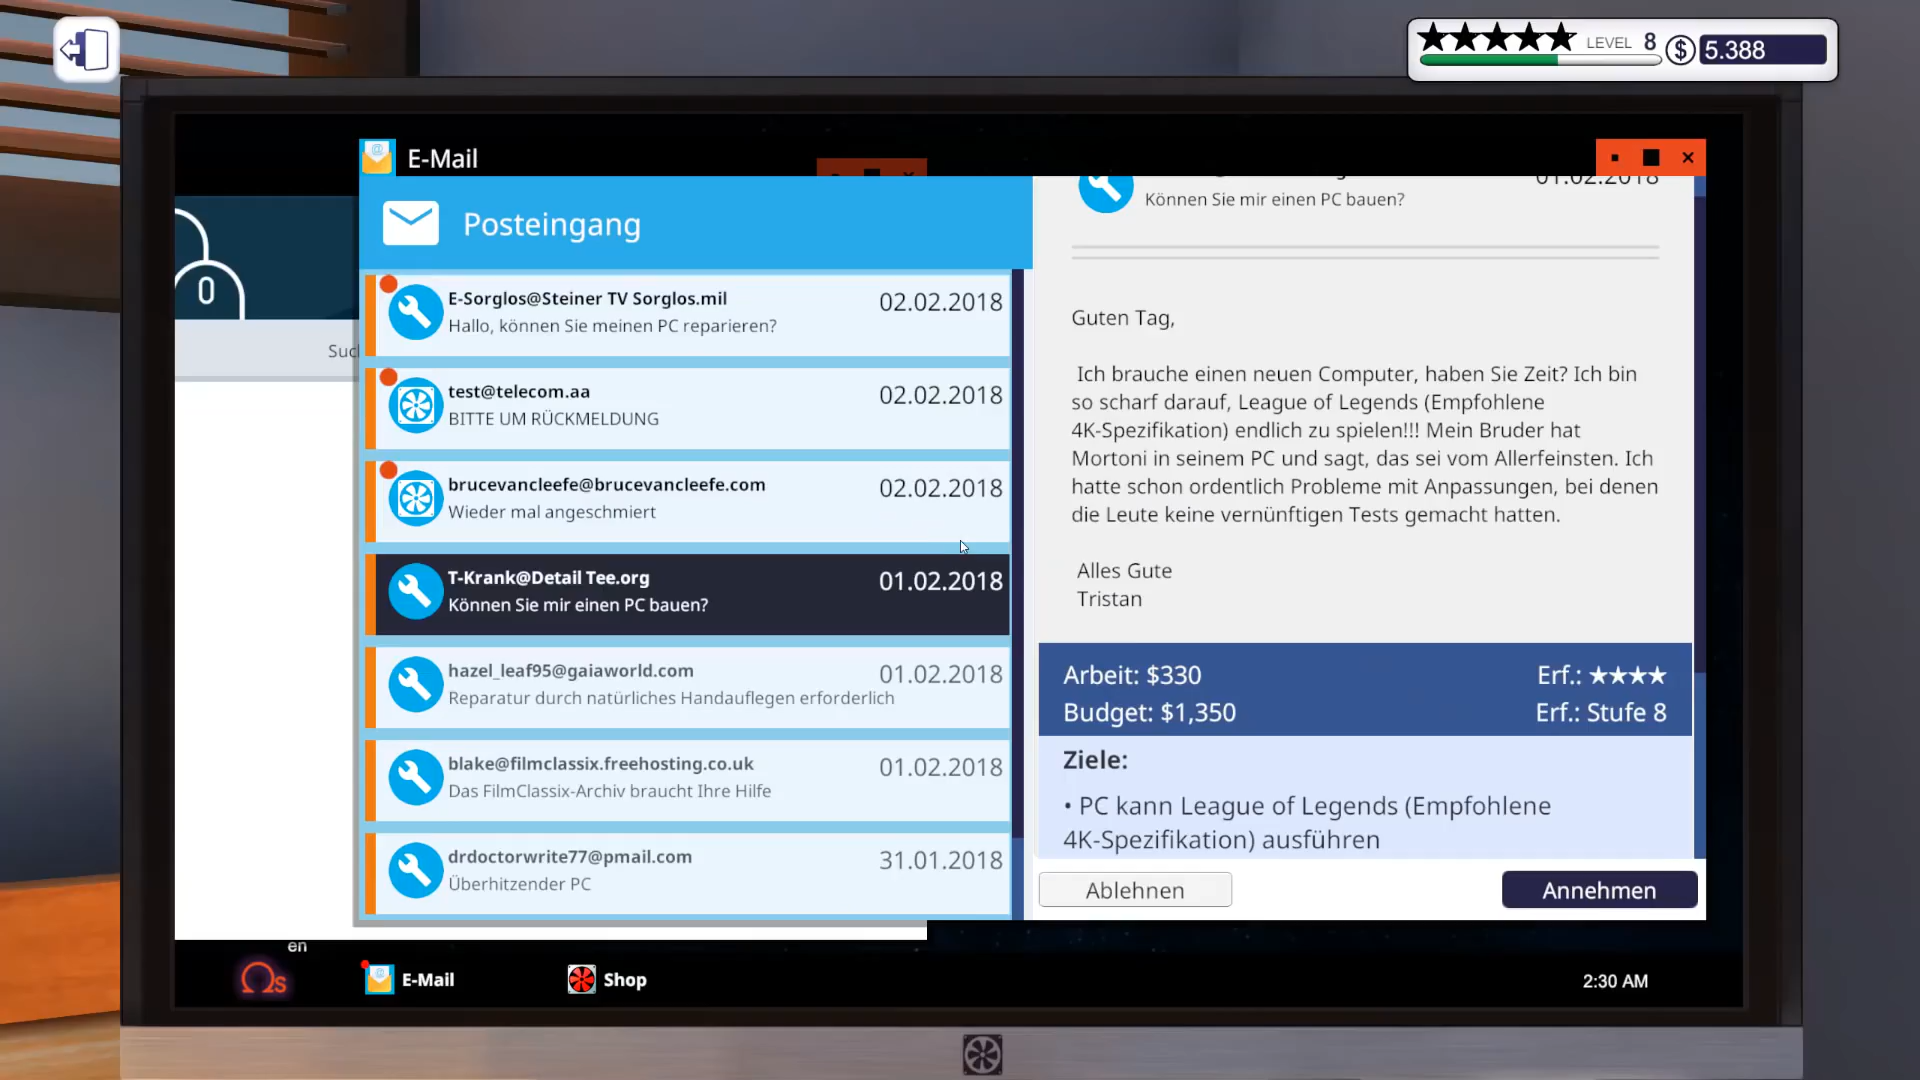 LEVEL 8 $ 5.388
E-Mail
Posteingang
E-Sorglos@Steiner TV Sorglos.mil 02.02.2018
Hallo, können Sie meinen PC reparieren?
test@telecom.aa 02.02.2018
BITTE UM RÜCKMELDUNG
brucevancleefe@brucevancleefe.com 02.02.2018
Wieder mal angeschmiert
T-Krank@Detail Tee.org 01.02.2018
Können Sie mir einen PC bauen?
hazel_leaf95@gaiaworld.com 01.02.2018
Reparatur durch natürliches Handauflegen erforderlich
blake@filmclassix.freehosting.co.uk 01.02.2018
Das FilmClassix-Archiv braucht Ihre Hilfe
drdoctorwrite77@pmail.com 31.01.2018
Überhitzender PC
01.02.2018
Können Sie mir einen PC bauen?
Guten Tag,
Ich brauche einen neuen Computer, haben Sie Zeit? Ich bin
so scharf darauf, League of Legends (Empfohlene
4K-Spezifikation) endlich zu spielen!!! Mein Bruder hat
Mortoni in seinem PC und sagt, das sei vom Allerfeinsten. Ich
hatte schon ordentlich Probleme mit Anpassungen, bei denen
die Leute keine vernünftigen Tests gemacht hatten.
Alles Gute
Tristan
Arbeit: $330 Erf.: ★★★★
Budget: $1,350 Erf.: Stufe 8
Ziele:
• PC kann League of Legends (Empfohlene
4K-Spezifikation) ausführen
Ablehnen Annehmen
0
Suc
en
Ωs E-Mail Shop 2:30 AM